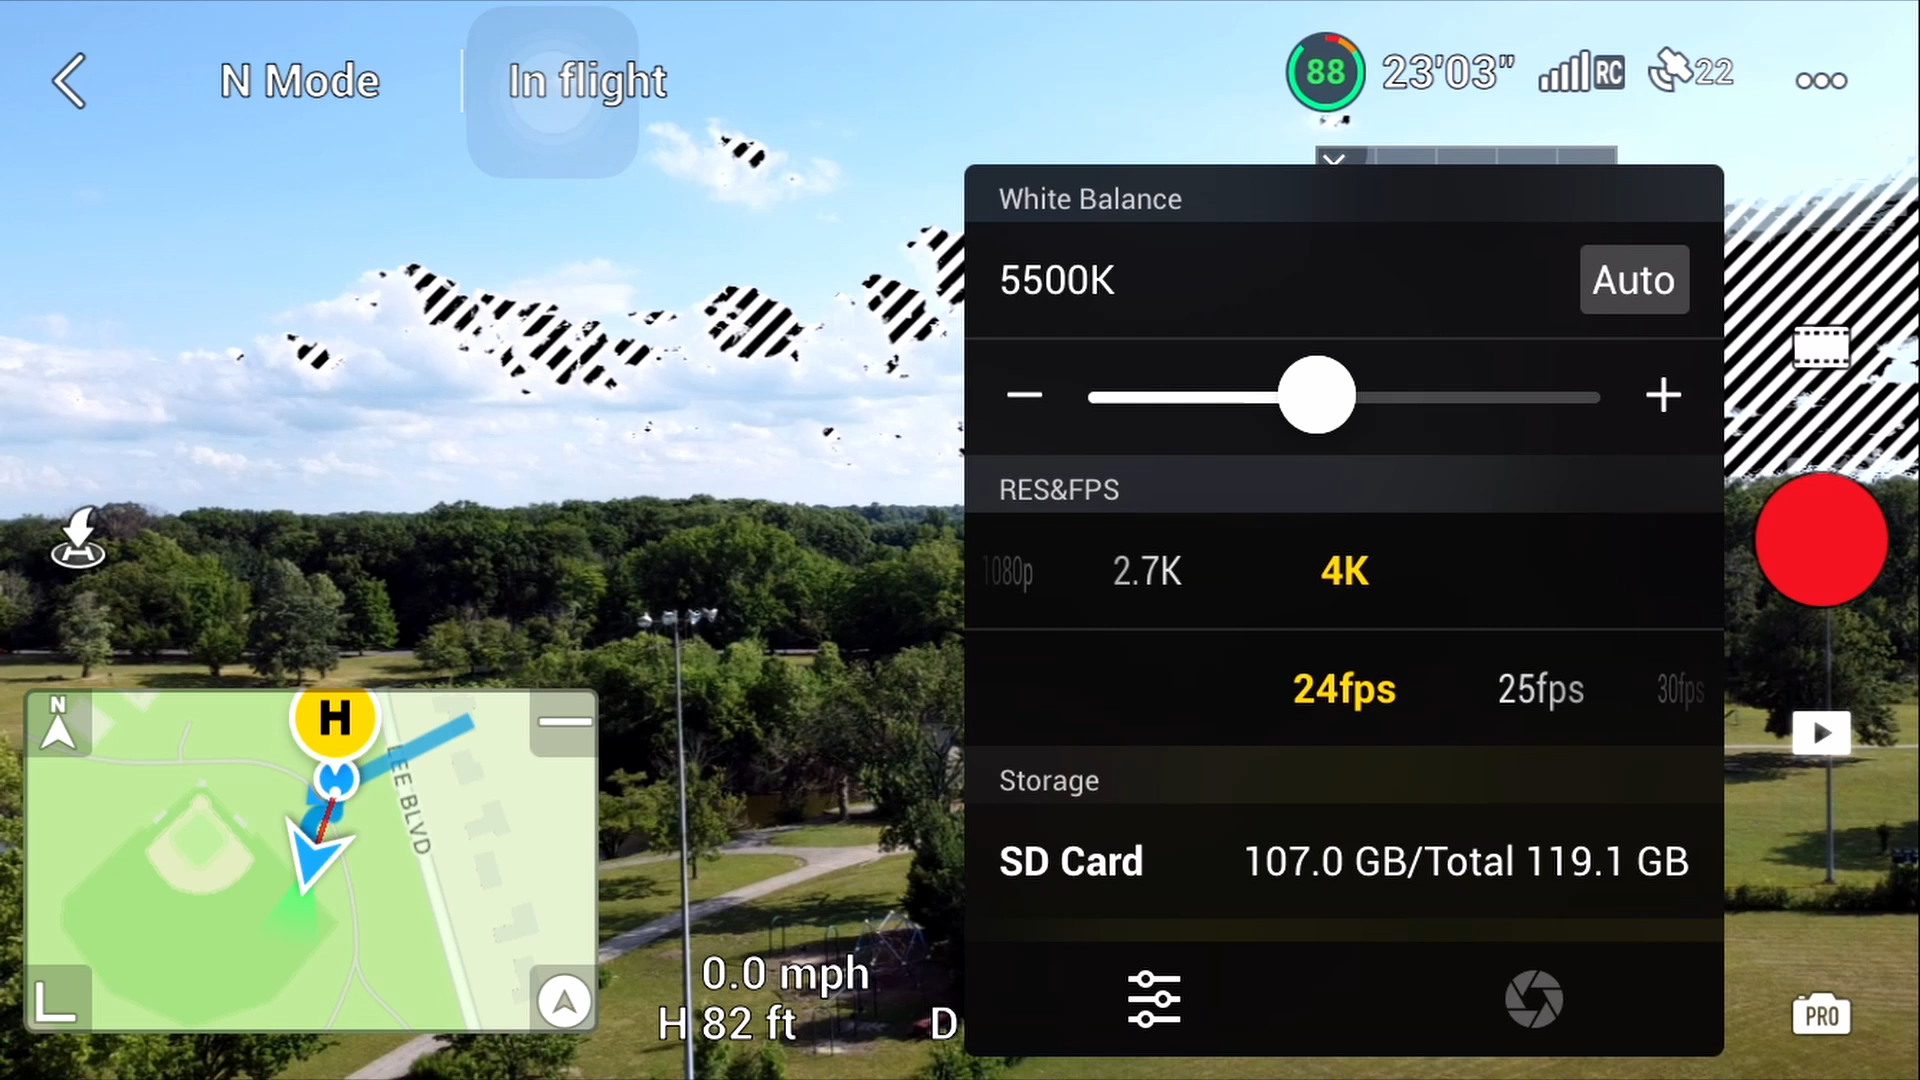 N Mode
In flight
88
23'03"
RC
22
White Balance
5500K
Auto
RES&FPS
1080p
2.7K
4K
24fps
25fps
30fps
Storage
SD Card
107.0 GB/Total 119.1 GB
N
H
LEE BLVD
0.0 mph
H 82 ft
D
PRO